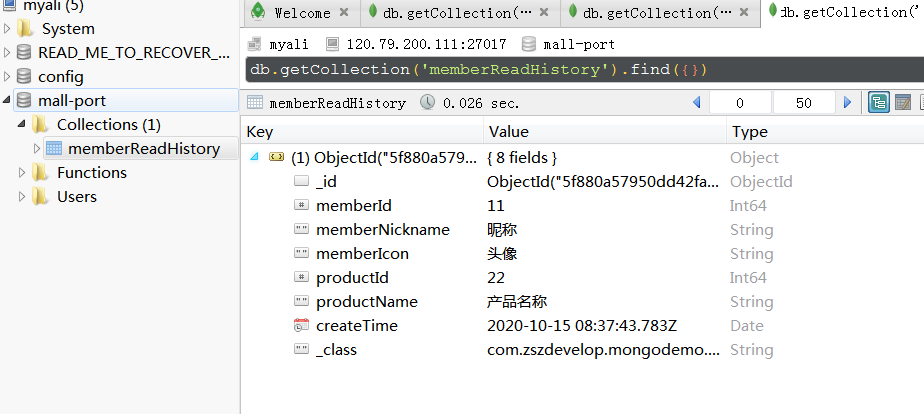 myali (5)
System
READ_ME_TO_RECOVER_...
config
mall-port
Collections (1)
memberReadHistory
Functions
Users
Welcome × db.getCollection(··· × db.getCollection(··· × db.getCollection('
myali 120.79.200.111:27017 mall-port
db.getCollection('memberReadHistory').find({})
memberReadHistory 0.026 sec. 0 50
Key Value Type
(1) ObjectId("5f880a579... { 8 fields } Object
_id ObjectId("5f880a57950dd42fa... ObjectId
memberId 11 Int64
memberNickname 昵称 String
memberIcon 头像 String
productId 22 Int64
productName 产品名称 String
createTime 2020-10-15 08:37:43.783Z Date
_class com.zszdevelop.mongodemo.... String